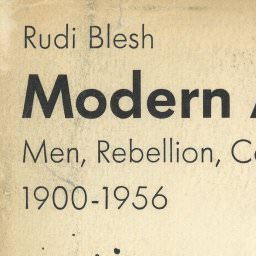 Rudi Blesh
Modern
Men, Rebellion,
1900-1956